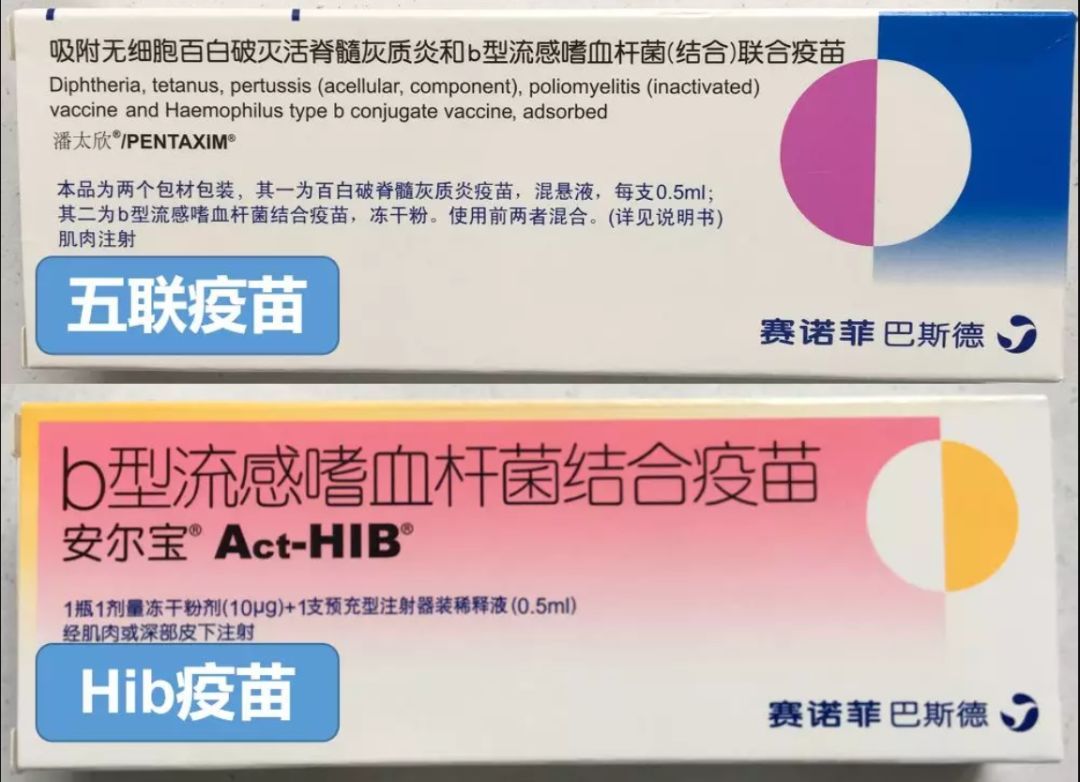 吸附无细胞百白破灭活脊髓灰质炎和b型流感嗜血杆菌(结合)联合疫苗
Diphtheria, tetanus, pertussis (acellular, component), poliomyelitis (inactivated)
vaccine and Haemophilus type b conjugate vaccine, adsorbed
潘太欣®/PENTAXIM®
本品为两个包材包装，其一为百白破脊髓灰质炎疫苗，混悬液，每支0.5ml；
其二为b型流感嗜血杆菌结合疫苗，冻干粉。使用前两者混合。(详见说明书)
肌肉注射
五联疫苗
赛诺菲 巴斯德
b型流感嗜血杆菌结合疫苗
安尔宝® Act-HIB®
1瓶1剂量冻干粉剂(10μg)+1支预充型注射器装稀释液(0.5ml)
经肌肉或深部皮下注射
Hib疫苗
赛诺菲 巴斯德